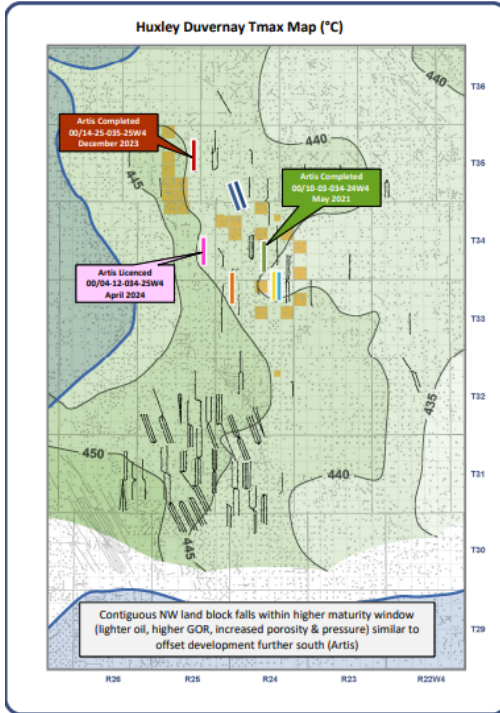 Huxley Duvernay Tmax Map (°C)
440
T36
Artis Completed
00/14-25-035-25W4
December 2023
440
T35
445
Artis Completed
00/10-03-034-24W4
May 2021
T34
Artis Licenced
00/04-12-034-25W4
April 2024
T33
T32
435
450
T31
440
445
T30
Contiguous NW land block falls within higher maturity window
(lighter oil, higher GOR, increased porosity & pressure) similar to
offset development further south (Artis)
T29
R26 R25 R24 R23 R22W4